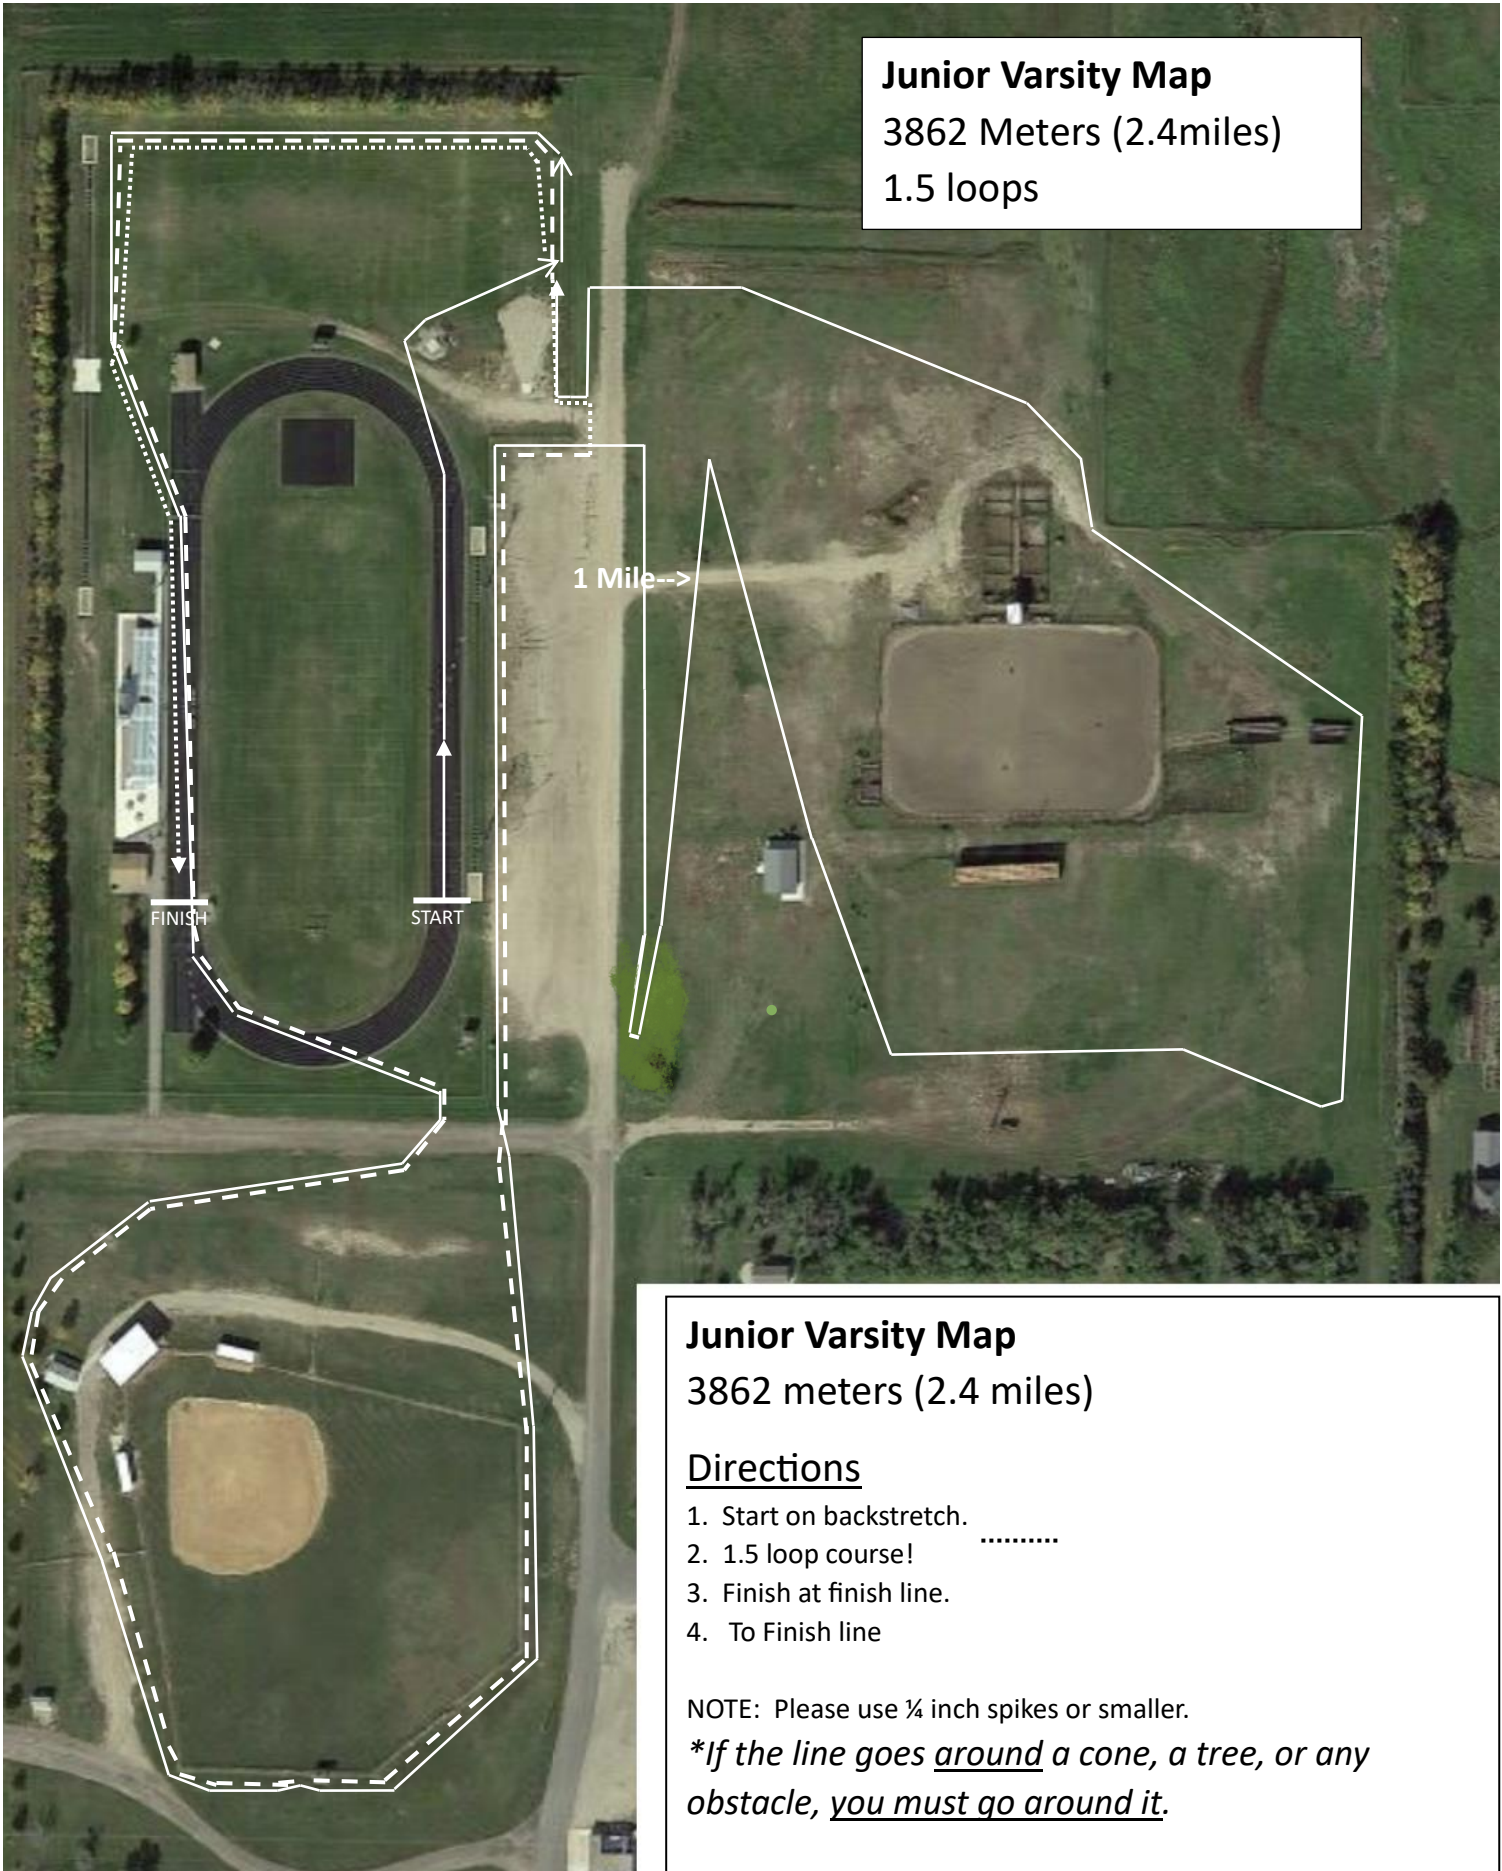 Junior Varsity Map
3862 Meters (2.4miles)
1.5 loops
1 Mile-->
FINISH
START
Junior Varsity Map
3862 meters (2.4 miles)
Directions
1. Start on backstretch.
..........
2. 1.5 loop course!
3. Finish at finish line.
4. To Finish line
NOTE: Please use ¼ inch spikes or smaller.
*If the line goes around a cone, a tree, or any
obstacle, you must go around it.